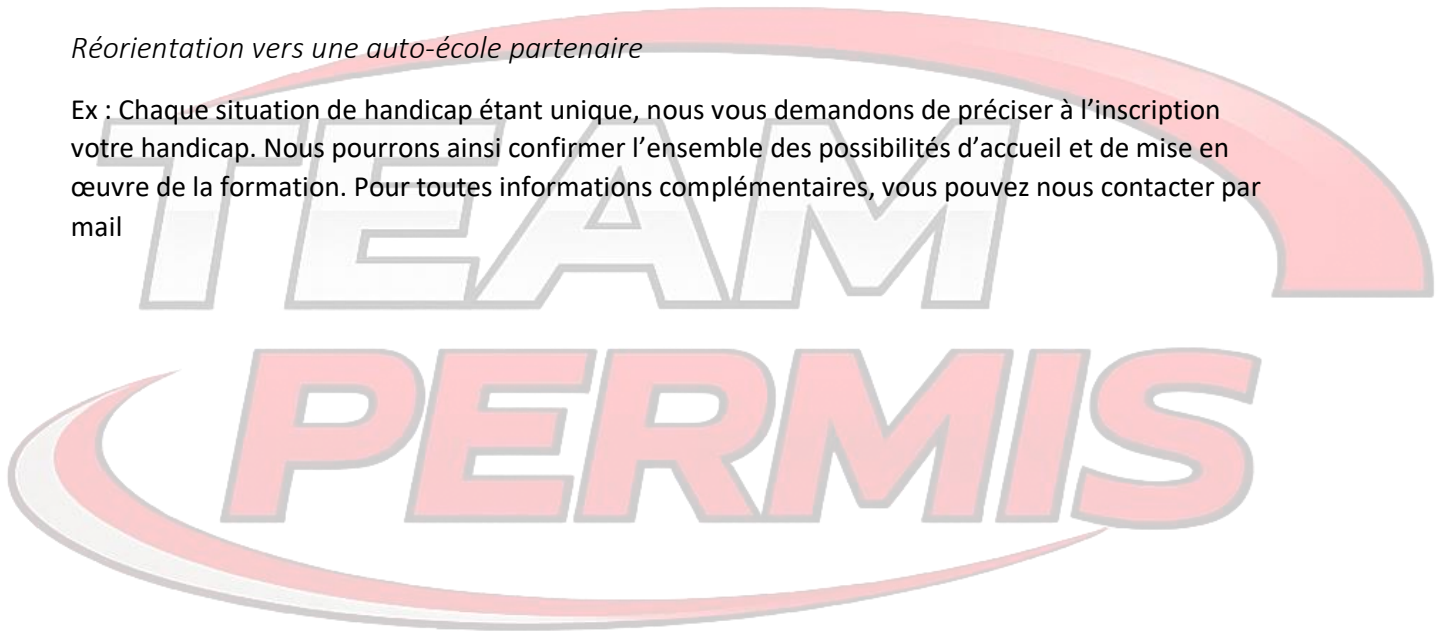 Réorientation vers une auto-école partenaire
Ex : Chaque situation de handicap étant unique, nous vous demandons de préciser à l’inscription
votre handicap. Nous pourrons ainsi confirmer l’ensemble des possibilités d’accueil et de mise en
œuvre de la formation. Pour toutes informations complémentaires, vous pouvez nous contacter par
mail
TEAM
PERMIS